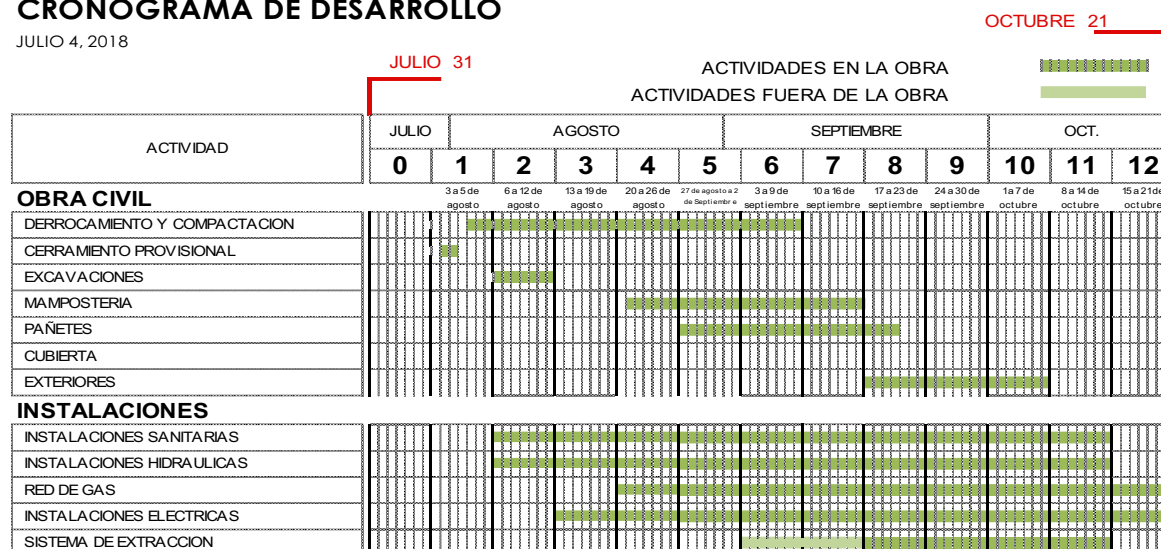 CRONOGRAMA DE DESARROLLO
OCTUBRE 21
JULIO 4, 2018
JULIO 31
ACTIVIDADES EN LA OBRA
ACTIVIDADES FUERA DE LA OBRA
ACTIVIDAD
JULIO AGOSTO SEPTIEMBRE OCT.
0 1 2 3 4 5 6 7 8 9 10 11 12
OBRA CIVIL
3 a 5 de agosto
6 a 12 de agosto
13 a 19 de agosto
20 a 26 de agosto
27 de agosto a 2 de Septiembre
3 a 9 de septiembre
10 a 16 de septiembre
17 a 23 de septiembre
24 a 30 de septiembre
1 a 7 de octubre
8 a 14 de octubre
15 a 21 de octubre
DERROCAMIENTO Y COMPACTACION
CERRAMIENTO PROVISIONAL
EXCAVACIONES
MAMPOSTERIA
PAÑETES
CUBIERTA
EXTERIORES
INSTALACIONES
INSTALACIONES SANITARIAS
INSTALACIONES HIDRAULICAS
RED DE GAS
INSTALACIONES ELECTRICAS
SISTEMA DE EXTRACCION